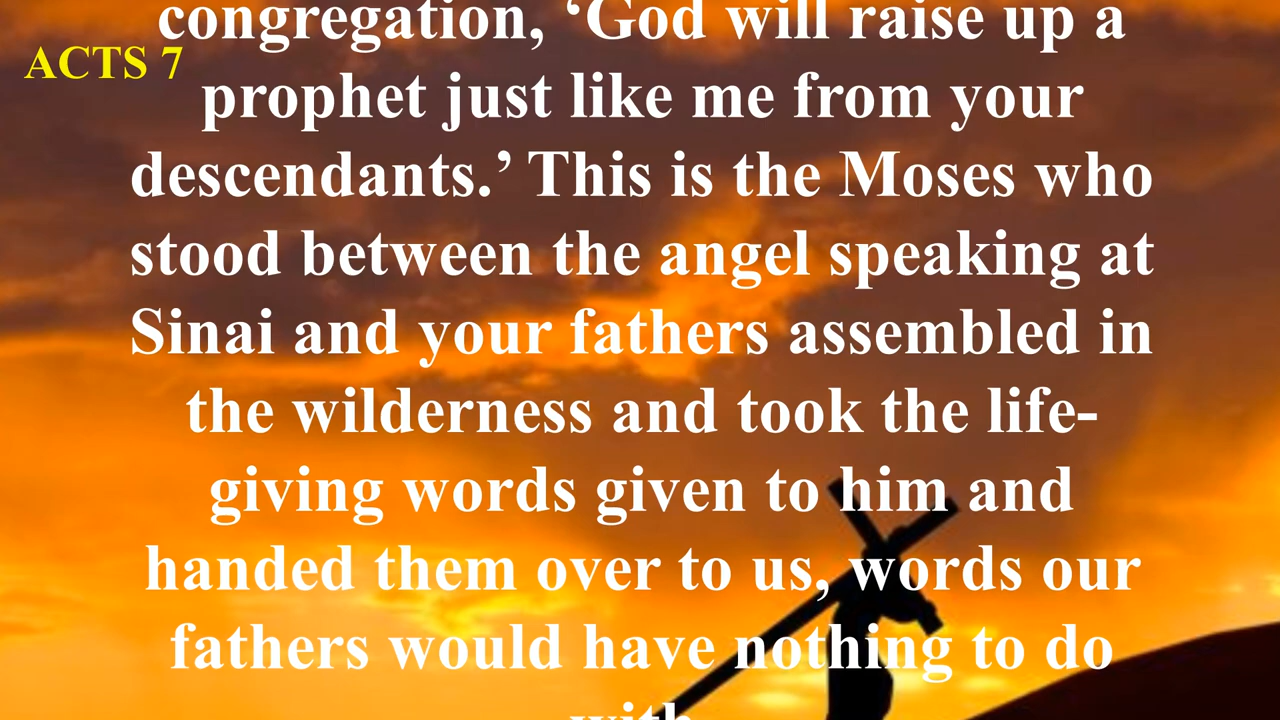 congregation, ‘God will raise up a
ACTS 7
prophet just like me from your
descendants.’ This is the Moses who
stood between the angel speaking at
Sinai and your fathers assembled in
the wilderness and took the life-
giving words given to him and
handed them over to us, words our
fathers would have nothing to do
with